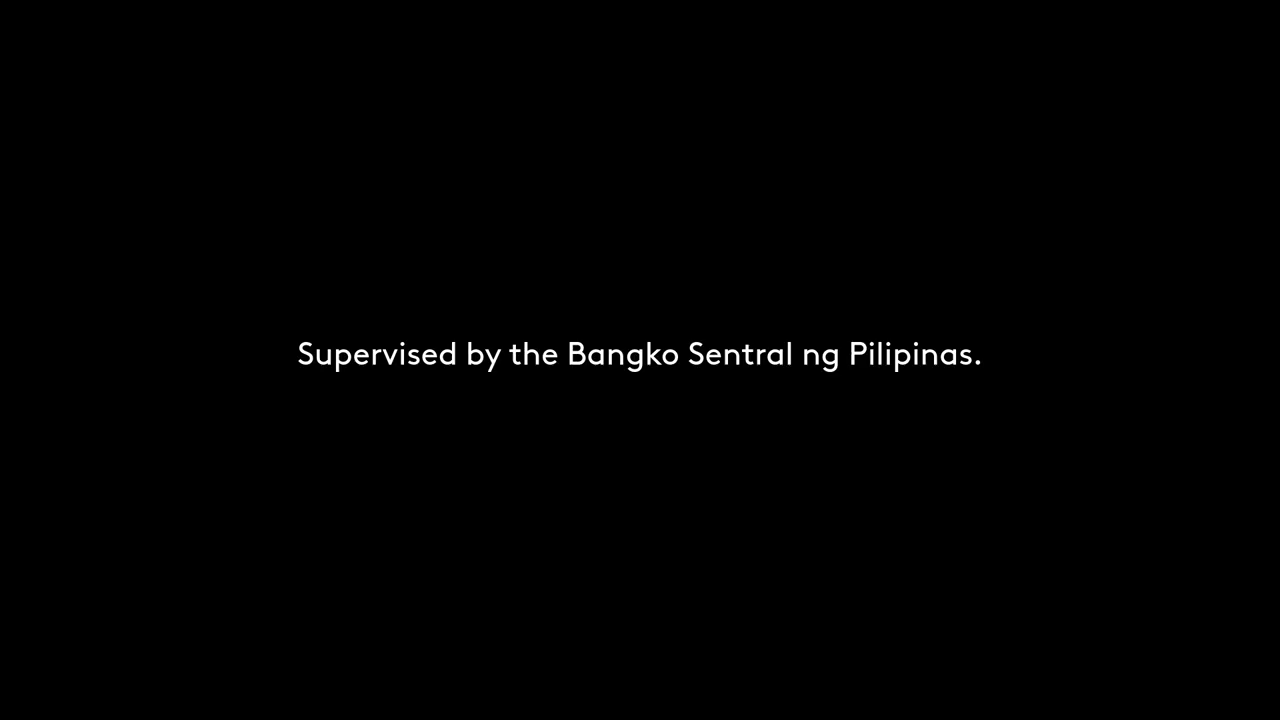 Supervised by the Bangko Sentral ng Pilipinas.